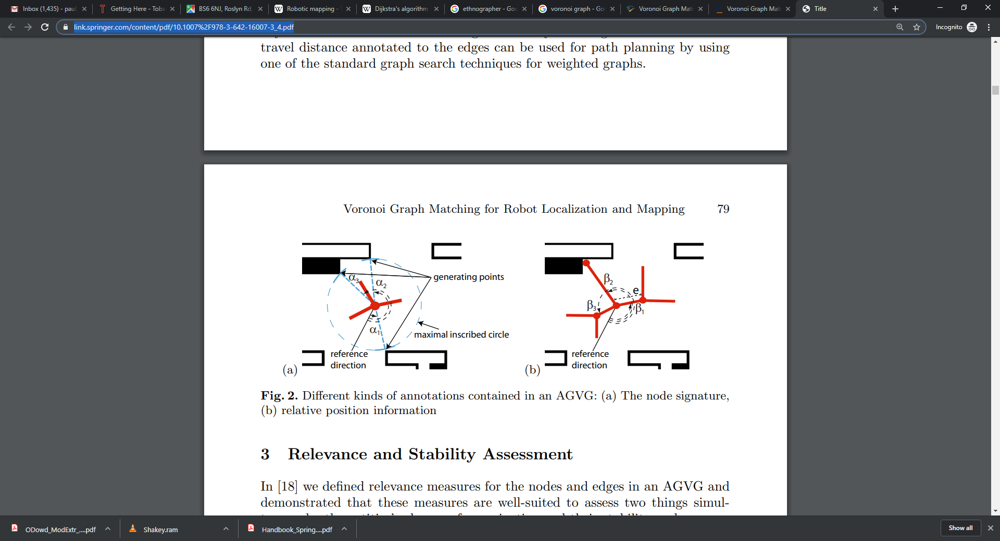 Inbox (1,435) - paul
Getting Here - Toba
BS6 6NJ, Roslyn Rd,
Robotic mapping -
Dijkstra's algorithm
ethnographer - Goo
voronoi graph - Go
Voronoi Graph Mat
Voronoi Graph Mat
Title
link.springer.com/content/pdf/10.1007%2F978-3-642-16007-3_4.pdf
Incognito
travel distance annotated to the edges can be used for path planning by using
one of the standard graph search techniques for weighted graphs.
Voronoi Graph Matching for Robot Localization and Mapping 79
α3
α2
generating points
α1
maximal inscribed circle
reference
direction
(a)
β2
e
β3
β1
reference
direction
(b)
Fig. 2. Different kinds of annotations contained in an AGVG: (a) The node signature,
(b) relative position information
3 Relevance and Stability Assessment
In [18] we defined relevance measures for the nodes and edges in an AGVG and
demonstrated that these measures are well-suited to assess two things simul-
ODowd_ModExtr_....pdf
Shakey.ram
Handbook_Spring....pdf
Show all